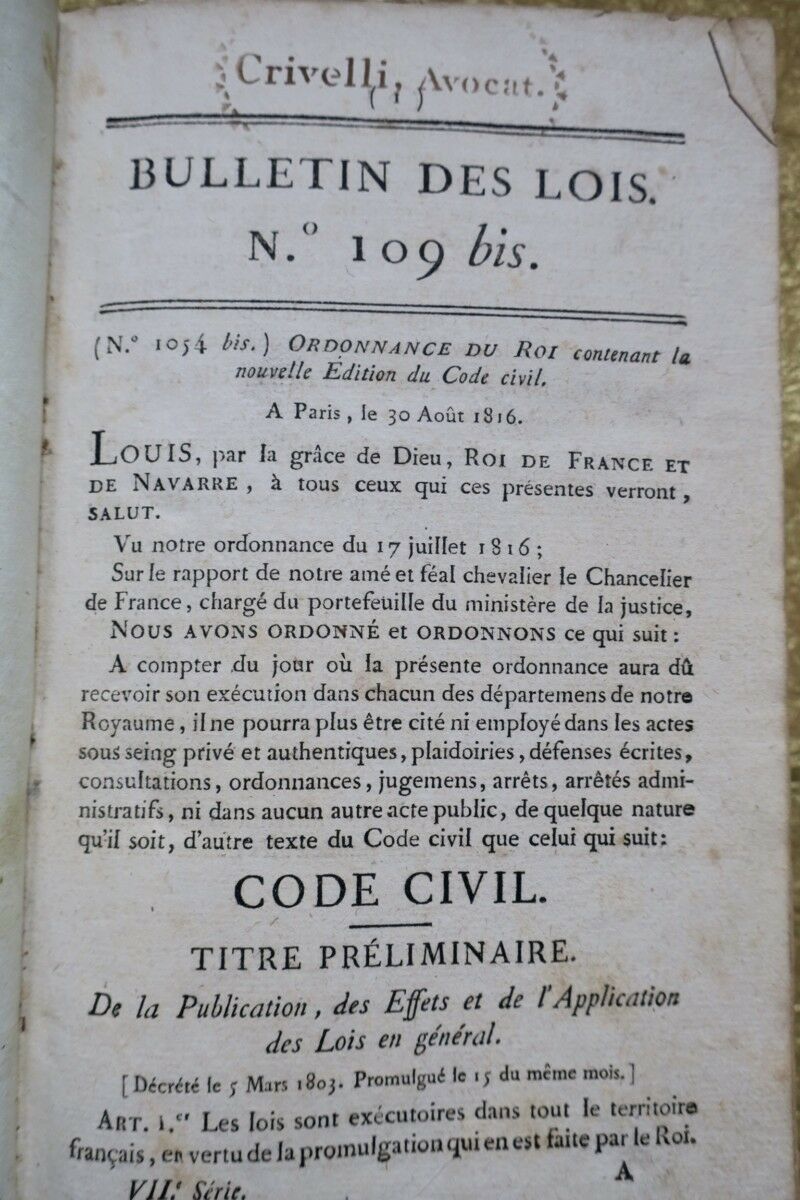 Crivelli, Avocat.
( 1 )
BULLETIN DES LOIS.
N.° 109 bis.
(N.° 1054 bis.) ORDONNANCE DU ROI contenant la
nouvelle Édition du Code civil.
A Paris, le 30 Août 1816.
LOUIS, par la grâce de Dieu, ROI DE FRANCE ET
DE NAVARRE, à tous ceux qui ces présentes verront,
SALUT.
Vu notre ordonnance du 17 juillet 1816;
Sur le rapport de notre amé et féal chevalier le Chancelier
de France, chargé du portefeuille du ministère de la justice,
NOUS AVONS ORDONNÉ et ORDONNONS ce qui suit:
A compter du jour où la présente ordonnance aura dû
recevoir son exécution dans chacun des départemens de notre
Royaume, il ne pourra plus être cité ni employé dans les actes
sous seing privé et authentiques, plaidoiries, défenses écrites,
consultations, ordonnances, jugemens, arrêts, arrêtés admi-
nistratifs, ni dans aucun autre acte public, de quelque nature
qu'il soit, d'autre texte du Code civil que celui qui suit:
CODE CIVIL.
TITRE PRÉLIMINAIRE.
De la Publication, des Effets et de l'Application
des Lois en général.
[Décrété le 5 Mars 1803. Promulgué le 15 du même mois.]
ART. 1.er Les lois sont exécutoires dans tout le territoire
français, en vertu de la promulgation qui en est faite par le Roi.
VII.e Série.
A